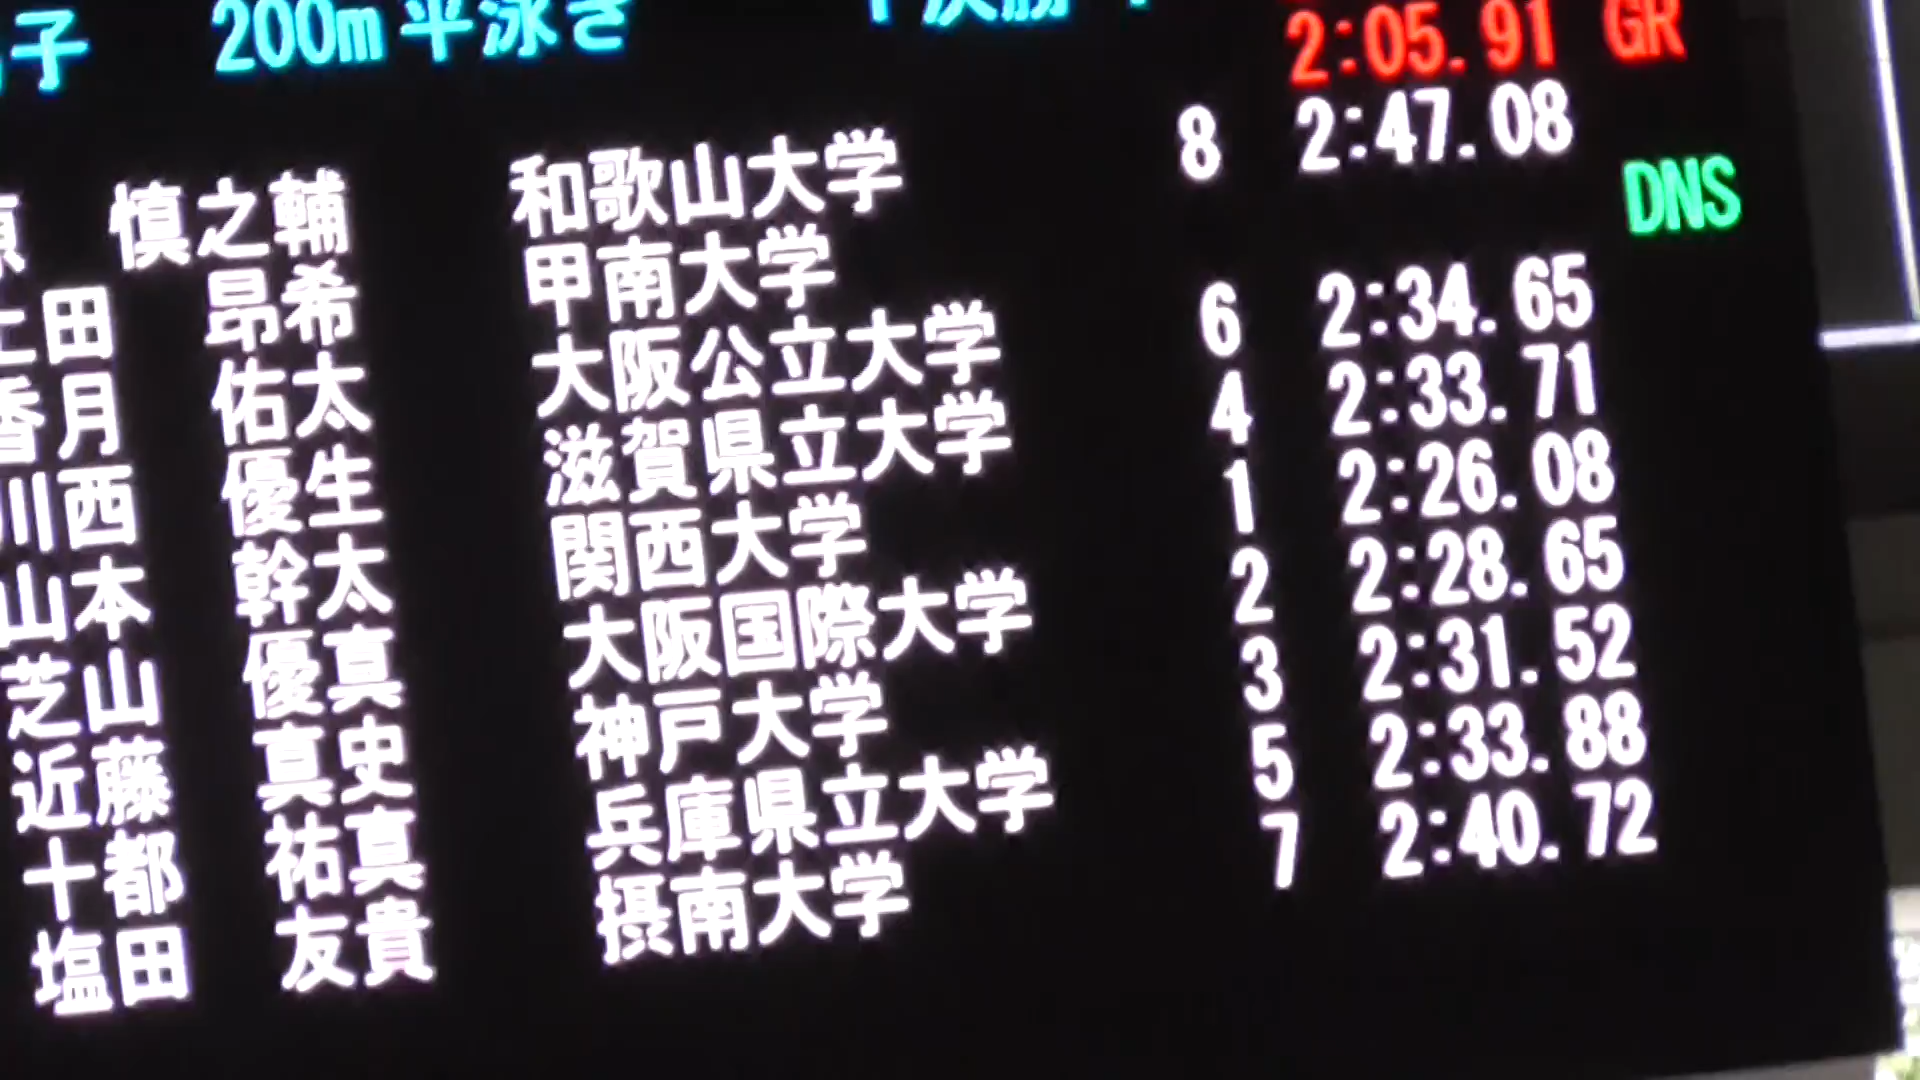 子 200m 平泳ぎ 決勝
2:05.91 GR
原 慎之輔 和歌山大学 8 2:47.08
田 昂希 甲南大学 DNS
香月 佑太 大阪公立大学 6 2:34.65
川西 優生 滋賀県立大学 4 2:33.71
山本 幹太 関西大学 1 2:26.08
芝山 優真 大阪国際大学 2 2:28.65
近藤 真史 神戸大学 3 2:31.52
十都 祐真 兵庫県立大学 5 2:33.88
塩田 友貴 摂南大学 7 2:40.72